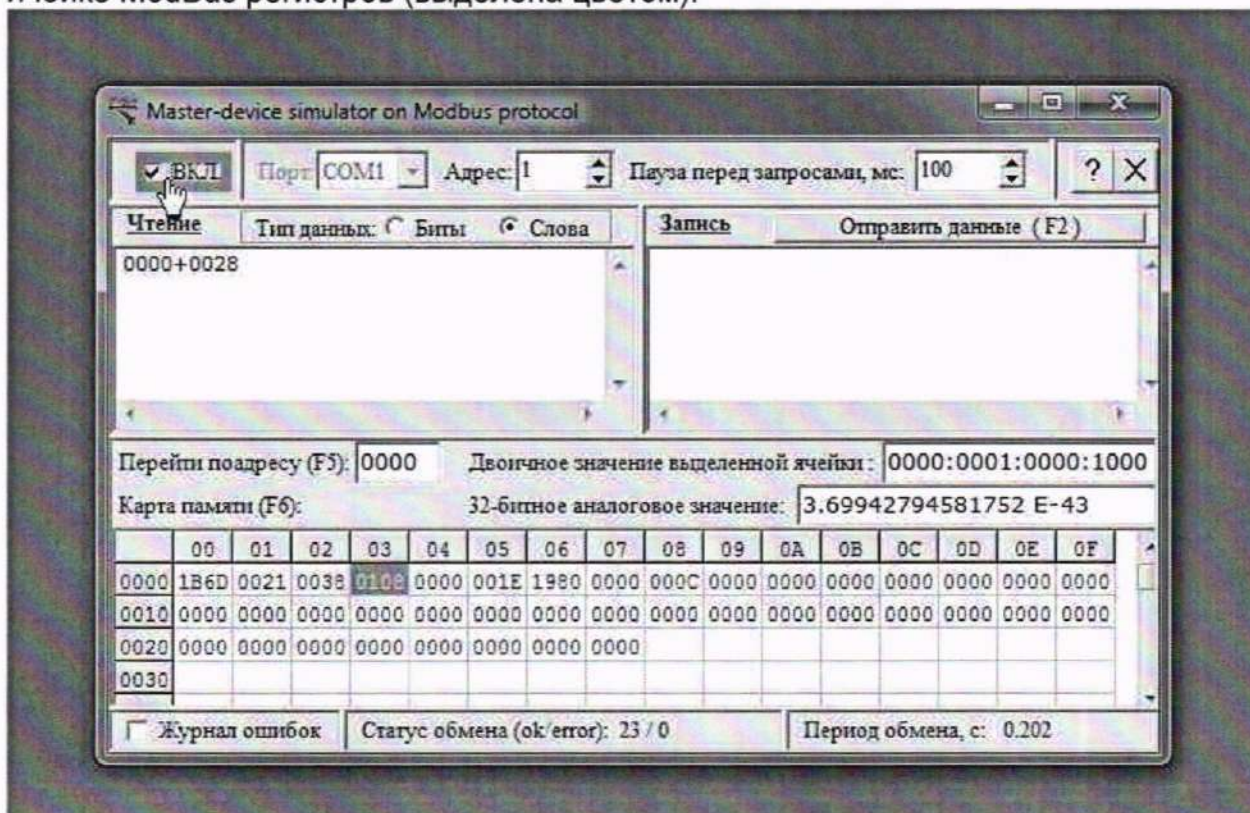 ячейке ModBus регистров (выделена цветом):
Master-device simulator on Modbus protocol
ВКЛ Порт: COM1 Адрес: 1 Пауза перед запросами, мс: 100 ?
Чтение Тип данных: Биты Слова Запись Отправить данные (F2)
0000+0028
Перейти поадресу (F5): 0000 Двоичное значение выделенной ячейки: 0000:0001:0000:1000
Карта памяти (F6): 32-битное аналоговое значение: 3.69942794581752 E-43
00 01 02 03 04 05 06 07 08 09 0A 0B 0C 0D 0E 0F
0000 1B6D 0021 0038 0108 0000 001E 1980 0000 000C 0000 0000 0000 0000 0000 0000 0000
0010 0000 0000 0000 0000 0000 0000 0000 0000 0000 0000 0000 0000 0000 0000 0000 0000
0020 0000 0000 0000 0000 0000 0000 0000 0000
0030
Журнал ошибок Статус обмена (ok/error): 23 / 0 Период обмена, с: 0.202